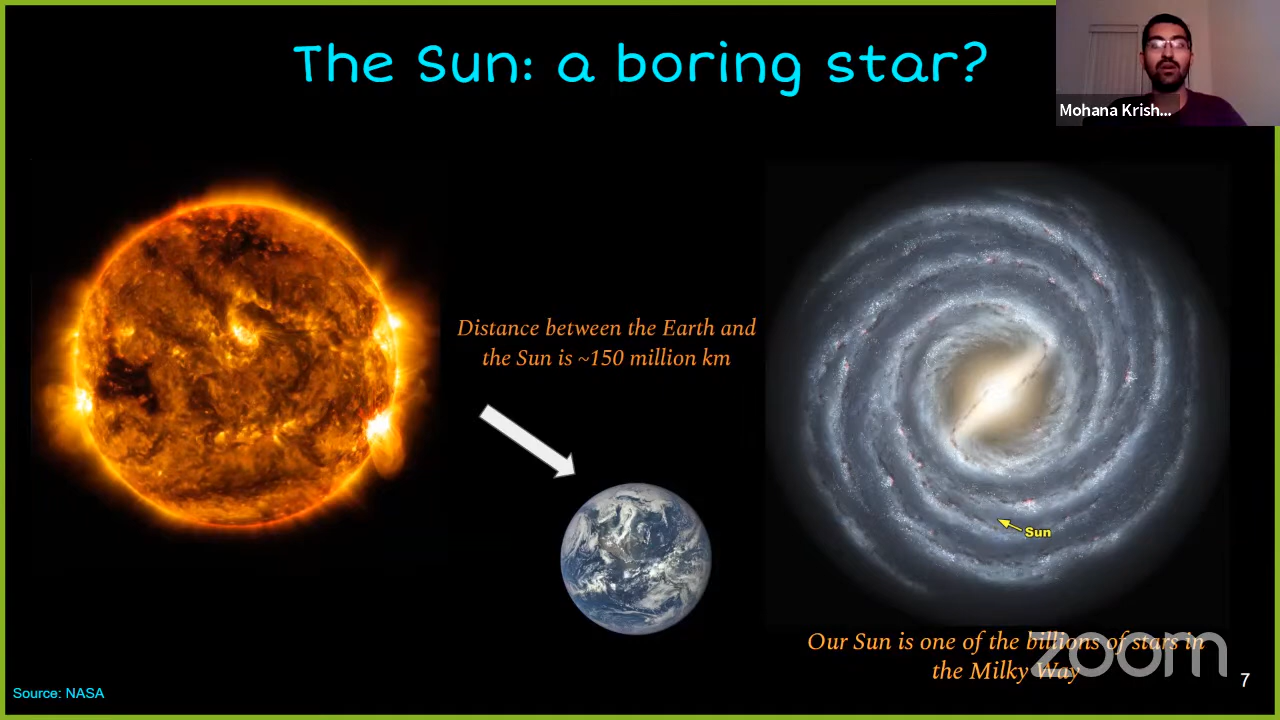 The Sun: a boring star?
Mohana Krish...
Distance between the Earth and
the Sun is ~150 million km
Sun
Our Sun is one of the billions of stars in
the Milky Way
zoom
Source: NASA
7